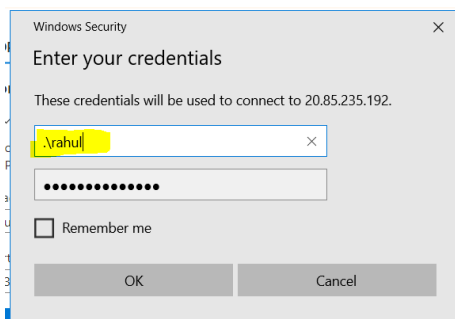 Windows Security
Enter your credentials
These credentials will be used to connect to 20.85.235.192.
.\rahul
●●●●●●●●●●●●●●
Remember me
OK Cancel